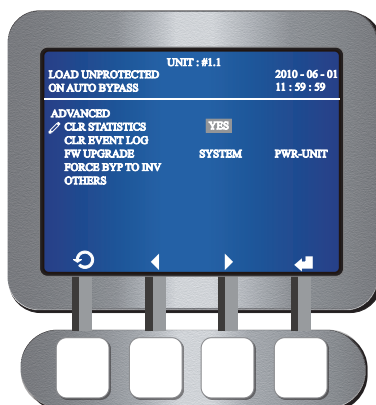 UNIT : #1.1
LOAD UNPROTECTED 2010 - 06 - 01
ON AUTO BYPASS 11 : 59 : 59
ADVANCED
CLR STATISTICS YES
CLR EVENT LOG
FW UPGRADE SYSTEM PWR-UNIT
FORCE BYP TO INV
OTHERS